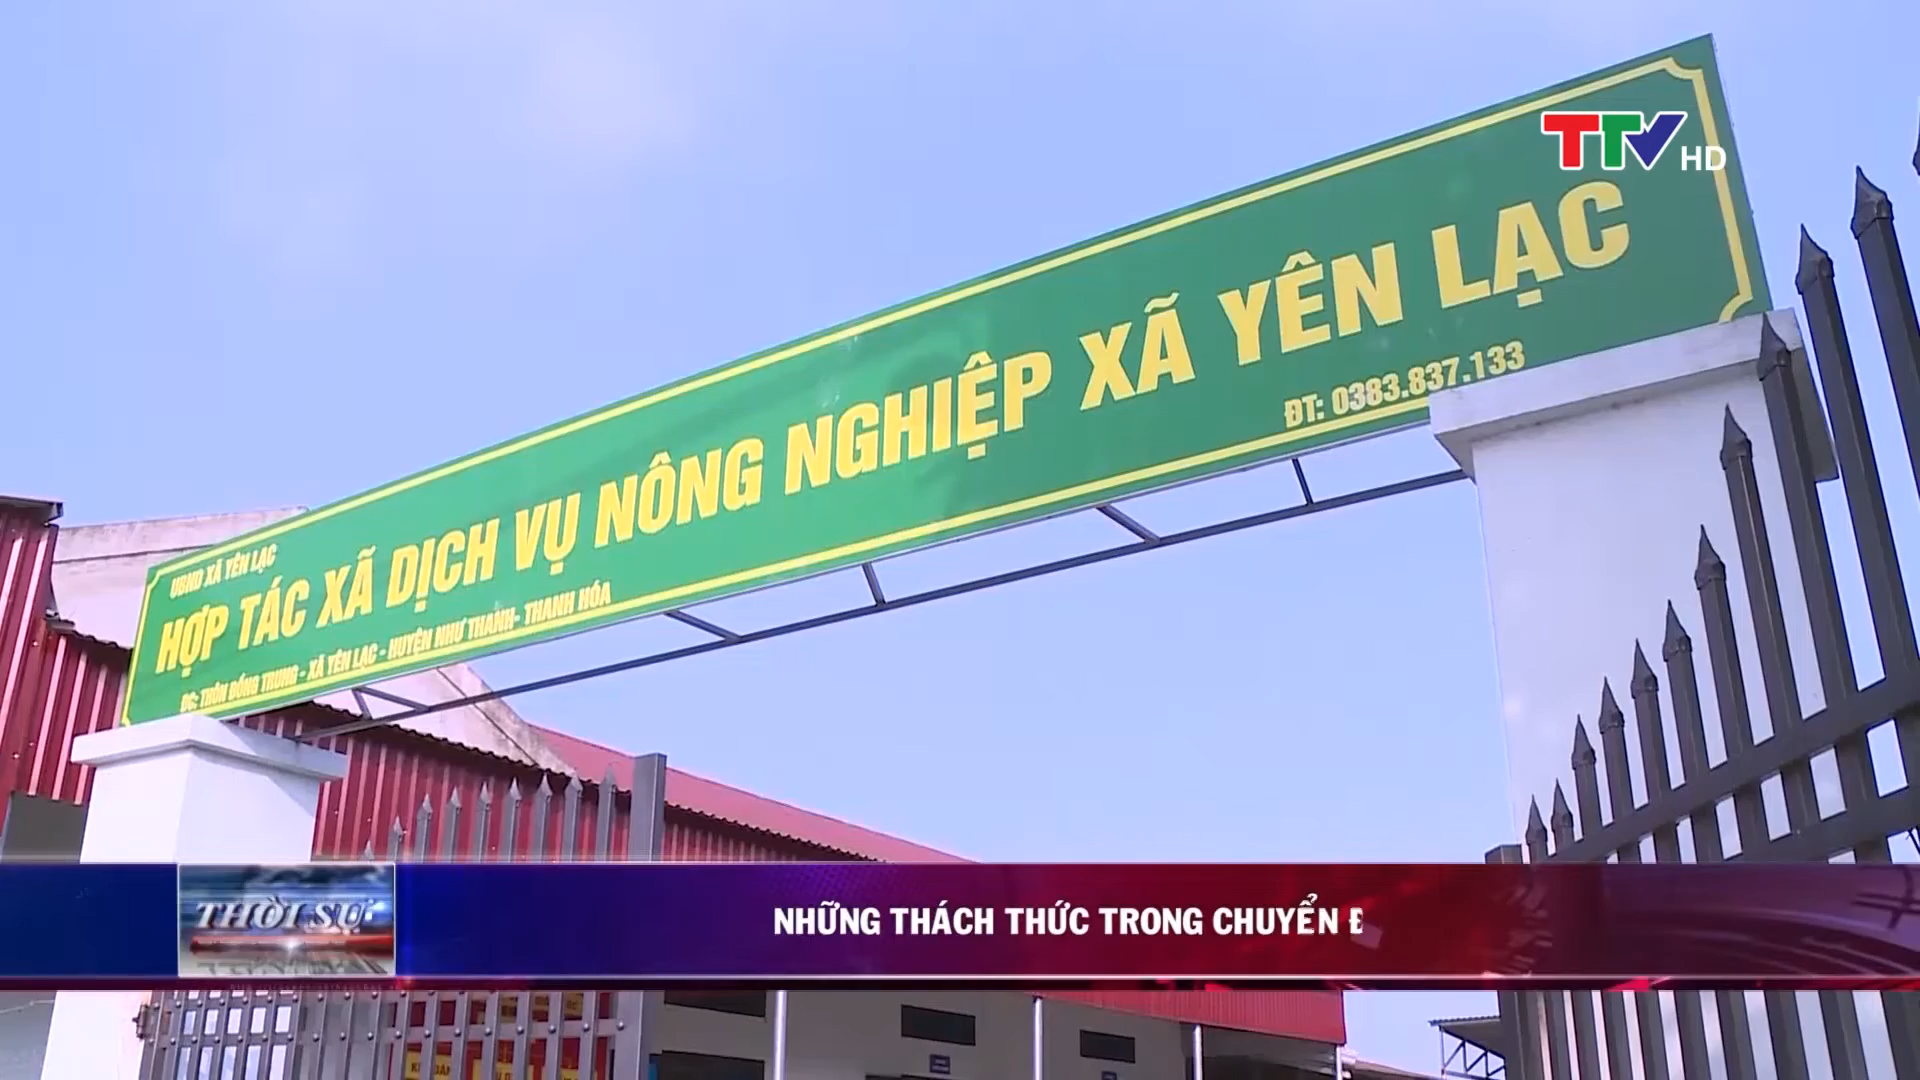 TTV HD
UBND XÃ YÊN LẠC
HỢP TÁC XÃ DỊCH VỤ NÔNG NGHIỆP XÃ YÊN LẠC
ĐC: THÔN ĐỒNG TRUNG - XÃ YÊN LẠC - HUYỆN NHƯ THANH - THANH HÓA
ĐT: 0383.837.133
THỜI SỰ
NHỮNG THÁCH THỨC TRONG CHUYỂN Đ